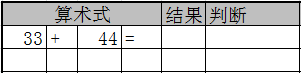 算术式 结果 判断
33 + 44 =